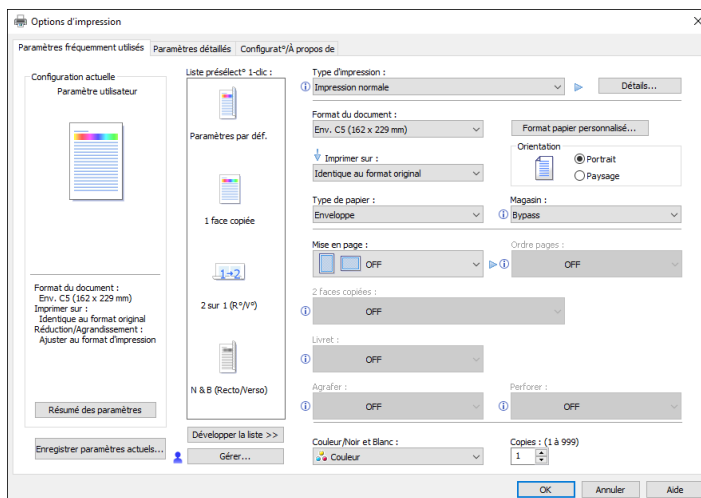 Options d'impression
Paramètres fréquemment utilisés
Paramètres détaillés
Configurat°/À propos de
Configuration actuelle
Paramètre utilisateur
Format du document :
Env. C5 (162 x 229 mm)
Imprimer sur :
Identique au format original
Réduction/Agrandissement :
Ajuster au format d'impression
Résumé des paramètres
Enregistrer paramètres actuels...
Liste présélect° 1-clic :
Paramètres par déf.
1 face copiée
1→2
2 sur 1 (R°/V°)
N & B (Recto/Verso)
Développer la liste >>
Gérer...
Type d'impression :
Impression normale
Détails...
Format du document :
Env. C5 (162 x 229 mm)
Format papier personnalisé...
Imprimer sur :
Identique au format original
Orientation
Portrait
Paysage
Type de papier :
Enveloppe
Magasin :
Bypass
Mise en page :
OFF
Ordre pages :
OFF
2 faces copiées :
OFF
Livret :
OFF
Agrafer :
OFF
Perforer :
OFF
Couleur/Noir et Blanc :
Couleur
Copies : (1 à 999)
1
OK
Annuler
Aide